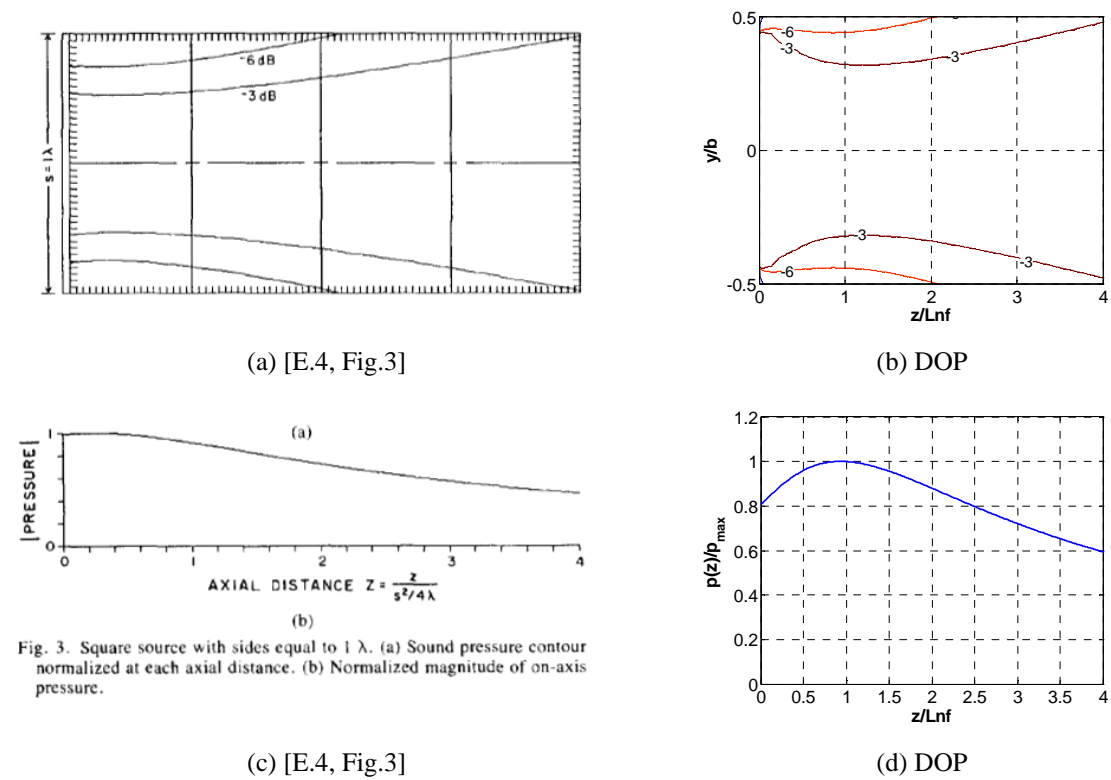 s = 1λ
-6 dB
-3 dB
1
2
3
4
(a) [E.4, Fig.3]
0.5
0
-0.5
y/b
-6
-3
-3
-3
-3
-6
0
1
2
3
4
z/Lnf
(b) DOP
(a)
|PRESSURE|
1
0
0
1
2
3
4
AXIAL DISTANCE Z = z / s²/4λ
(b)
Fig. 3. Square source with sides equal to 1 λ. (a) Sound pressure contour
normalized at each axial distance. (b) Normalized magnitude of on-axis
pressure.
(c) [E.4, Fig.3]
1.2
1
0.8
0.6
0.4
0.2
0
p(z)/p_max
0
0.5
1
1.5
2
2.5
3
3.5
4
z/Lnf
(d) DOP